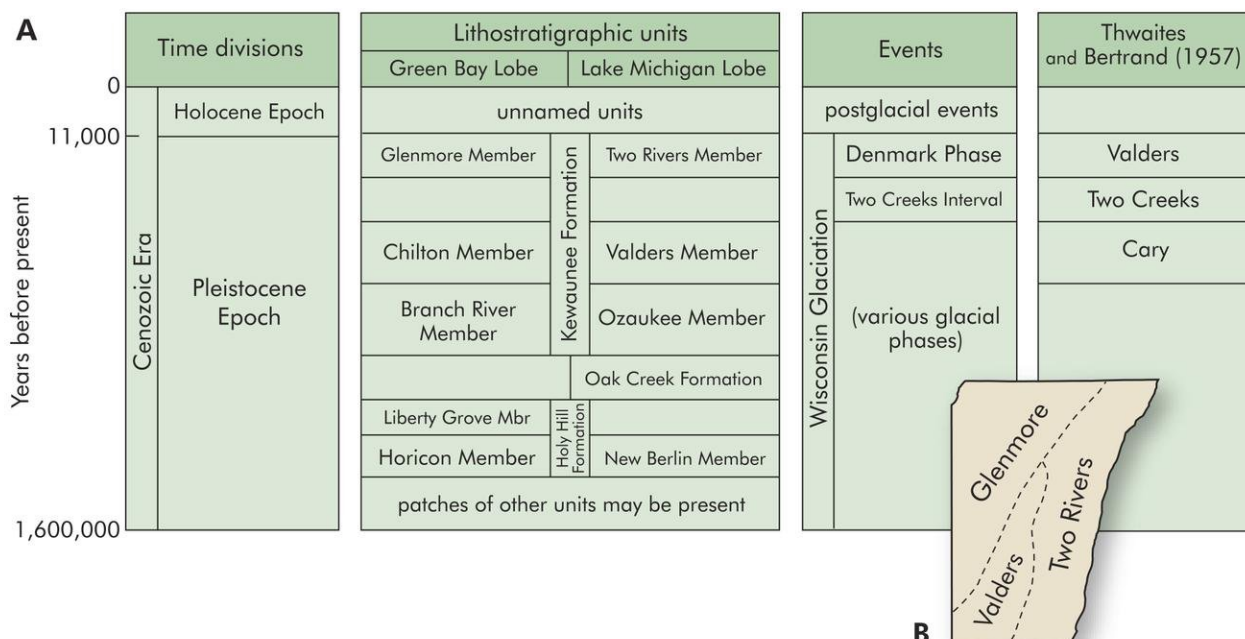 A
Time divisions
Lithostratigraphic units
Green Bay Lobe
Lake Michigan Lobe
Events
Thwaites
and Bertrand (1957)
0
11,000
1,600,000
Years before present
Cenozoic Era
Holocene Epoch
Pleistocene
Epoch
unnamed units
Glenmore Member
Two Rivers Member
Kewaunee Formation
Chilton Member
Valders Member
Branch River
Member
Ozaukee Member
Oak Creek Formation
Liberty Grove Mbr
Holy Hill
Formation
Horicon Member
New Berlin Member
patches of other units may be present
postglacial events
Wisconsin Glaciation
Denmark Phase
Two Creeks Interval
(various glacial
phases)
Valders
Two Creeks
Cary
Glenmore
Valders
Two Rivers
B